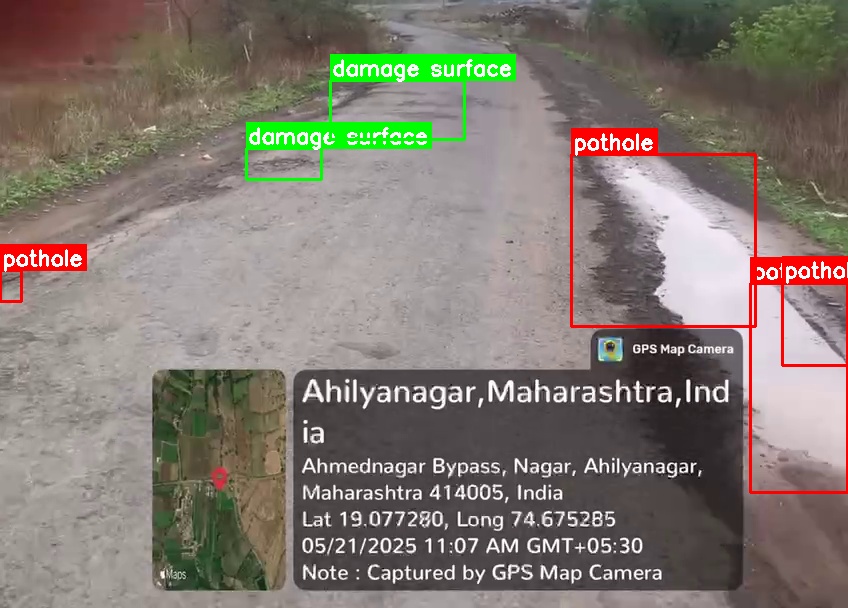 damage surface
damage surface
pothole
pothole
po
patho
GPS Map Camera
Ahilyanagar,Maharashtra,Ind
ia
Ahmednagar Bypass, Nagar, Ahilyanagar,
Maharashtra 414005, India
Lat 19.077280, Long 74.675285
05/21/2025 11:07 AM GMT+05:30
Note : Captured by GPS Map Camera
Maps